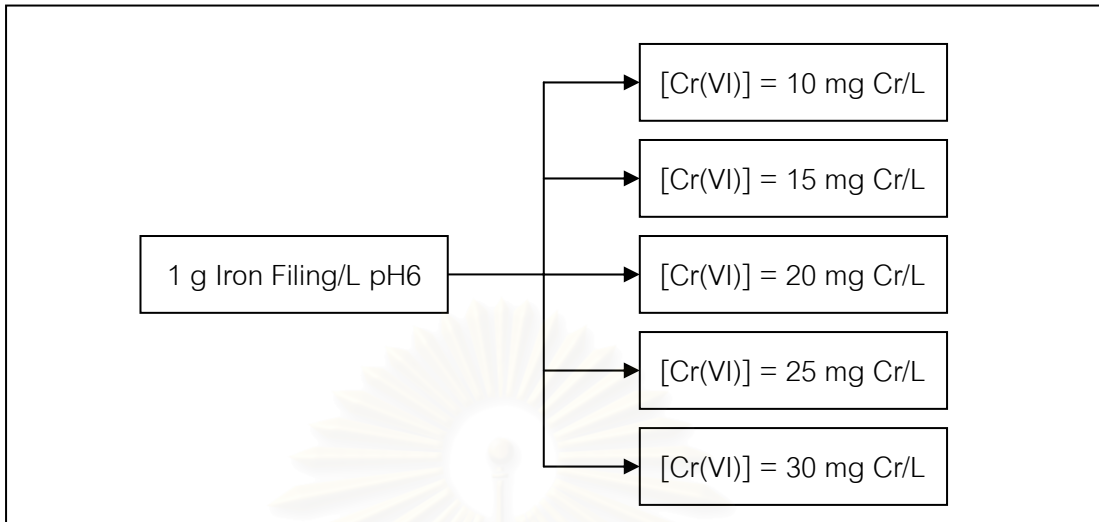 [Cr(VI)] = 10 mg Cr/L
[Cr(VI)] = 15 mg Cr/L
1 g Iron Filing/L pH6
[Cr(VI)] = 20 mg Cr/L
[Cr(VI)] = 25 mg Cr/L
[Cr(VI)] = 30 mg Cr/L